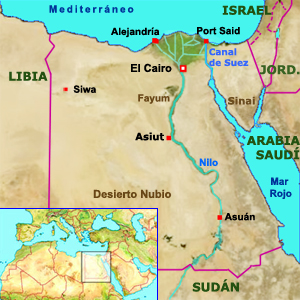 Mediterráneo
ISRAEL
Alejandría
Port Said
Canal
de Suez
El Cairo
LIBIA
JORD.
Siwa
Fayum
Sinai
Asiut
ARABIA
SAUDÍ
Nilo
Mar
Rojo
Desierto Nubio
Asuán
SUDÁN